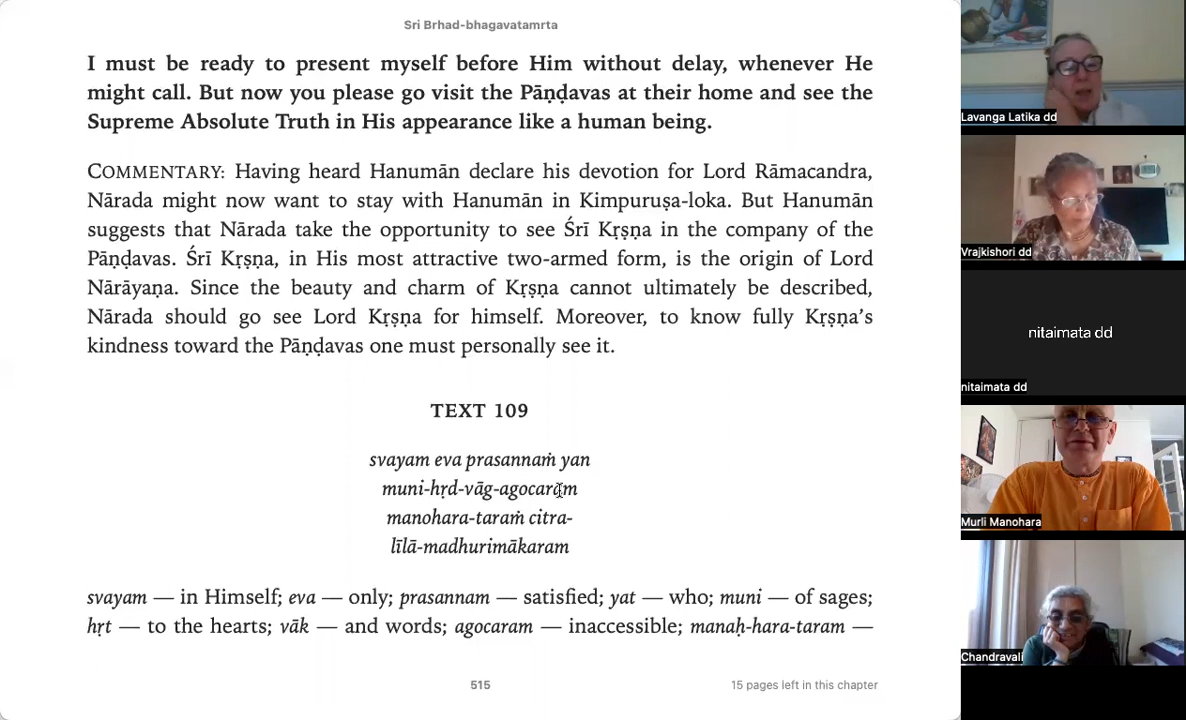 Sri Brhad-bhagavatamrta
I must be ready to present myself before Him without delay, whenever He
might call. But now you please go visit the Pāṇḍavas at their home and see the
Supreme Absolute Truth in His appearance like a human being.
COMMENTARY: Having heard Hanumān declare his devotion for Lord Rāmacandra,
Nārada might now want to stay with Hanumān in Kimpuruṣa-loka. But Hanumān
suggests that Nārada take the opportunity to see Śrī Kṛṣṇa in the company of the
Pāṇḍavas. Śrī Kṛṣṇa, in His most attractive two-armed form, is the origin of Lord
Nārāyaṇa. Since the beauty and charm of Kṛṣṇa cannot ultimately be described,
Nārada should go see Lord Kṛṣṇa for himself. Moreover, to know fully Kṛṣṇa’s
kindness toward the Pāṇḍavas one must personally see it.
TEXT 109
svayam eva prasannaṁ yan
muni-hṛd-vāg-agocaram
manohara-taraṁ citra-
līlā-madhurimākaram
svayam — in Himself; eva — only; prasannam — satisfied; yat — who; muni — of sages;
hṛt — to the hearts; vāk — and words; agocaram — inaccessible; manaḥ-hara-taram —
515
15 pages left in this chapter
Lavanga Latika dd
Vrajkishori dd
nitaimata dd
nitaimata dd
Murli Manohara
Chandravali